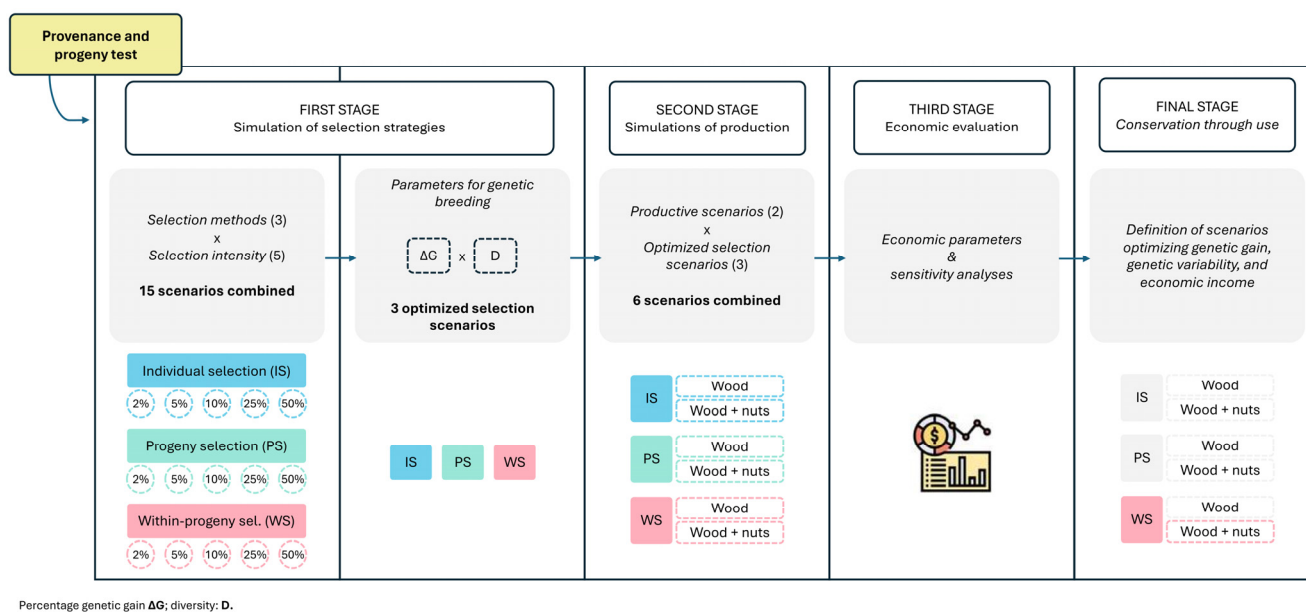 Provenance and
progeny test
FIRST STAGE
Simulation of selection strategies
SECOND STAGE
Simulations of production
THIRD STAGE
Economic evaluation
FINAL STAGE
Conservation through use
Selection methods (3)
x
Selection intensity (5)
15 scenarios combined
Parameters for genetic
breeding
ΔG x D
3 optimized selection
scenarios
Productive scenarios (2)
x
Optimized selection
scenarios (3)
6 scenarios combined
Economic parameters
&
sensitivity analyses
Definition of scenarios
optimizing genetic gain,
genetic variability, and
economic income
Individual selection (IS)
2% 5% 10% 25% 50%
Progeny selection (PS)
2% 5% 10% 25% 50%
Within-progeny sel. (WS)
2% 5% 10% 25% 50%
IS PS WS
IS
Wood
Wood + nuts
PS
Wood
Wood + nuts
WS
Wood
Wood + nuts
$
IS
Wood
Wood + nuts
PS
Wood
Wood + nuts
WS
Wood
Wood + nuts
Percentage genetic gain ΔG; diversity: D.